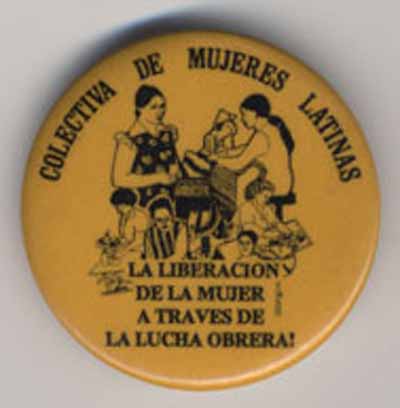 COLECTIVA DE MUJERES LATINAS
LA LIBERACION
DE LA MUJER
A TRAVES DE
LA LUCHA OBRERA!